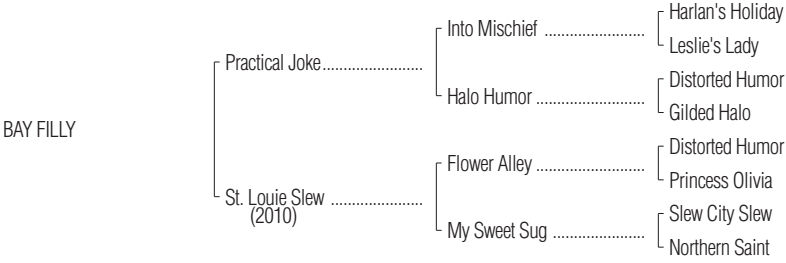 Harlan's Holiday
Into Mischief ........................
Leslie's Lady
Practical Joke........................
Distorted Humor
Halo Humor ..........................
Gilded Halo
BAY FILLY
Distorted Humor
Flower Alley ..........................
Princess Olivia
St. Louie Slew ......................
(2010)
Slew City Slew
My Sweet Sug ......................
Northern Saint